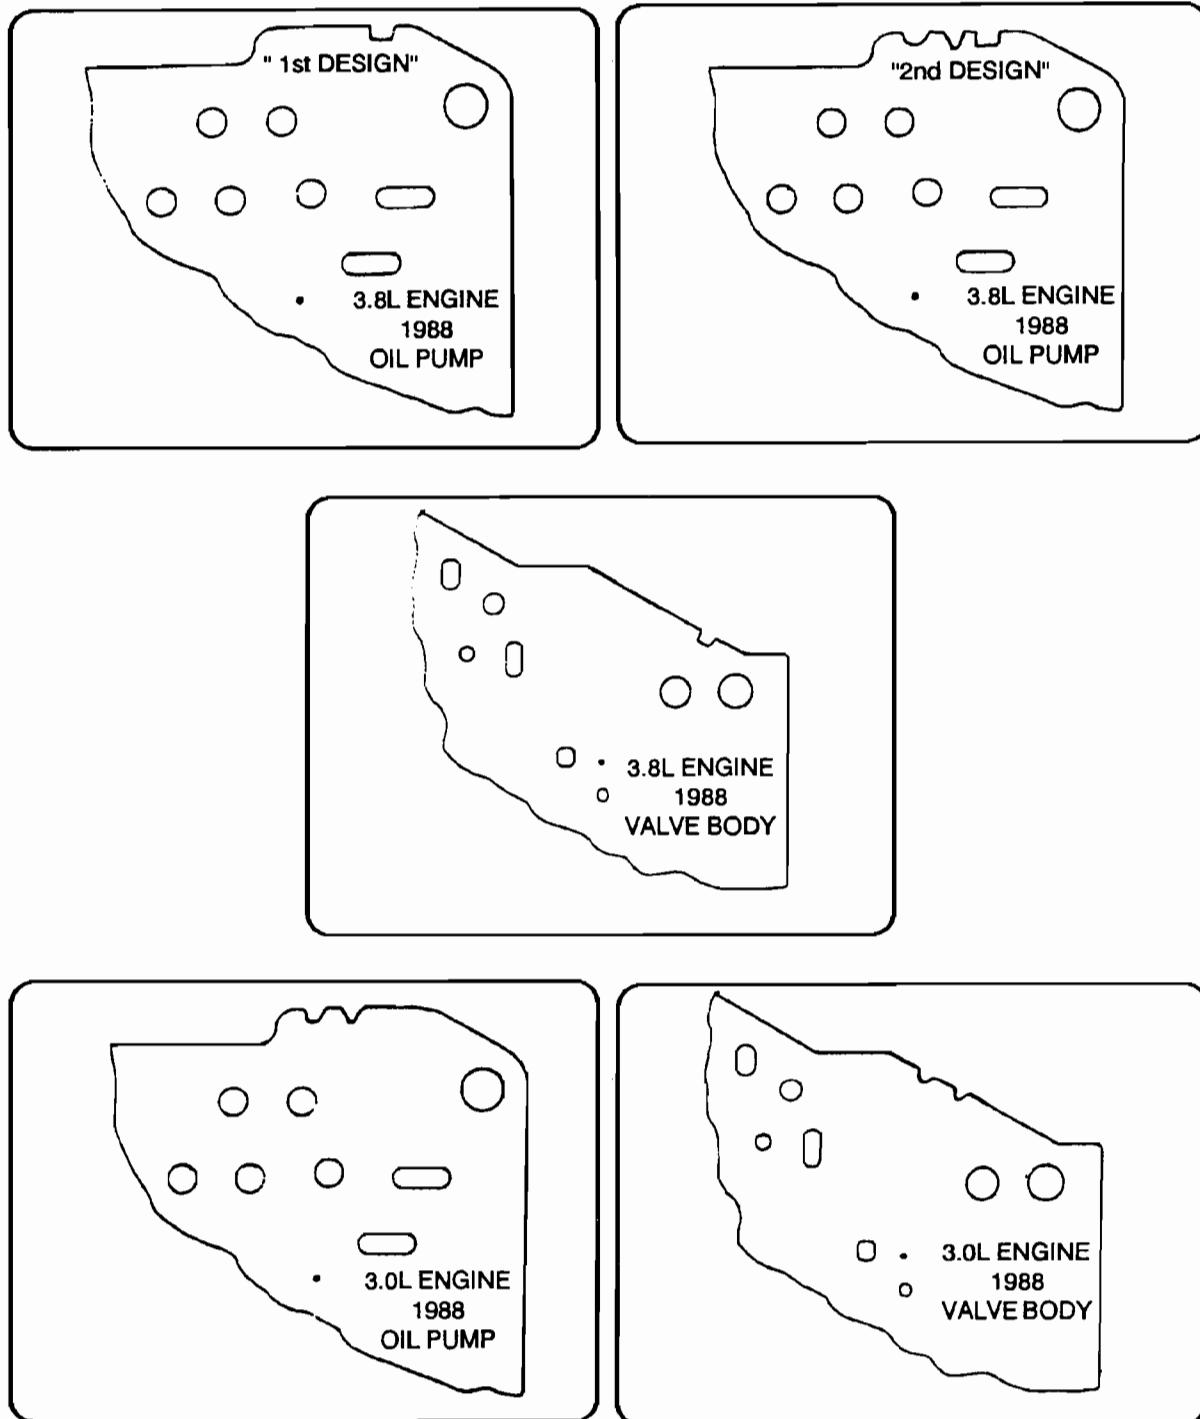 " 1st DESIGN"
3.8L ENGINE
1988
OIL PUMP
"2nd DESIGN"
3.8L ENGINE
1988
OIL PUMP
3.8L ENGINE
1988
VALVE BODY
3.0L ENGINE
1988
OIL PUMP
3.0L ENGINE
1988
VALVE BODY